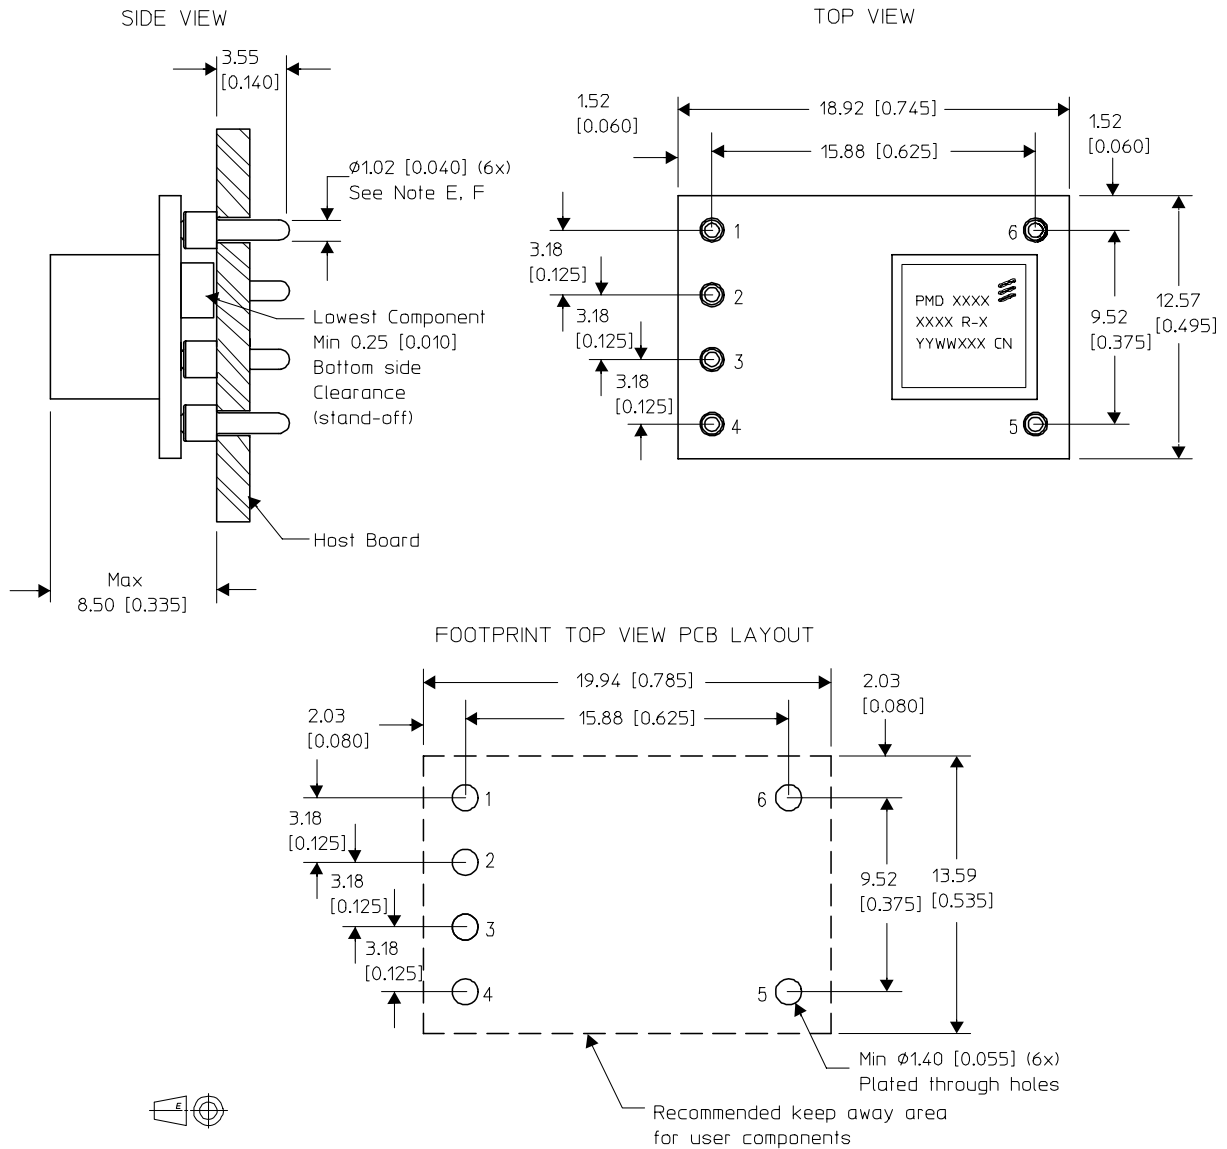 SIDE VIEW
3.55
[0.140]
Ø1.02 [0.040] (6x)
See Note E, F
Lowest Component
Min 0.25 [0.010]
Bottom side
Clearance
(stand-off)
Host Board
Max
8.50 [0.335]
TOP VIEW
1.52
[0.060]
18.92 [0.745]
15.88 [0.625]
1.52
[0.060]
1
2
3
4
6
5
3.18
[0.125]
3.18
[0.125]
3.18
[0.125]
PMD XXXX
XXXX R-X
YYWWXXX CN
9.52
[0.375]
12.57
[0.495]
FOOTPRINT TOP VIEW PCB LAYOUT
19.94 [0.785]
15.88 [0.625]
2.03
[0.080]
2.03
[0.080]
1
2
3
4
6
5
3.18
[0.125]
3.18
[0.125]
3.18
[0.125]
9.52
[0.375]
13.59
[0.535]
Min Ø1.40 [0.055] (6x)
Plated through holes
Recommended keep away area
for user components
E